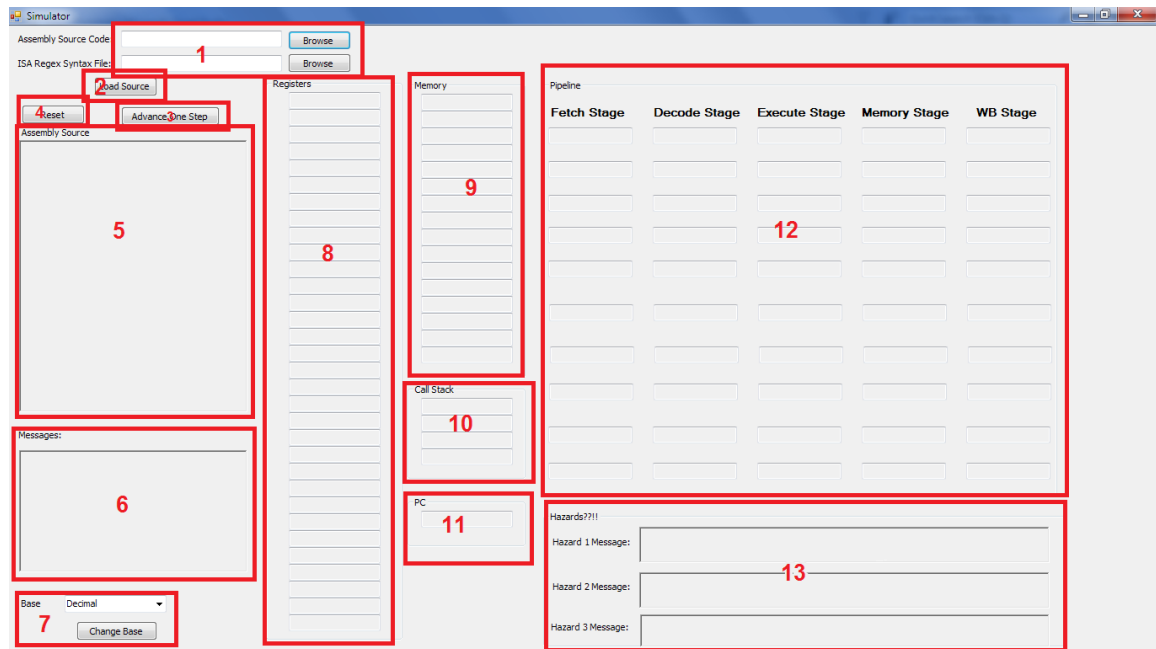 Simulator
Assembly Source Code:
Browse
1
ISA Regex Syntax File:
Browse
2
Load Source
4
Reset
3
Advance One Step
Assembly Source
5
Messages:
6
Base
Decimal
7
Change Base
Registers
8
Memory
9
Call Stack
10
PC
11
Pipeline
Fetch Stage
Decode Stage
Execute Stage
Memory Stage
WB Stage
12
Hazards??!!
Hazard 1 Message:
13
Hazard 2 Message:
Hazard 3 Message: